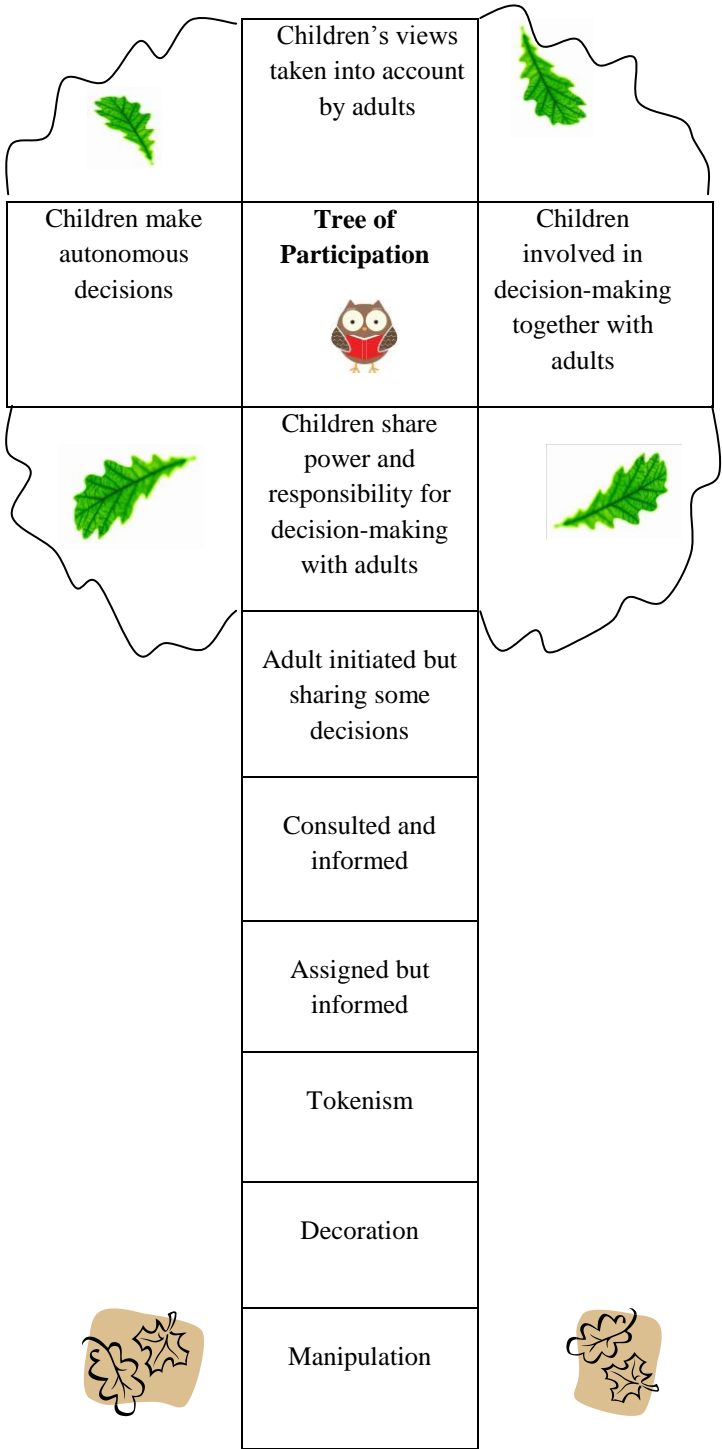 Children’s views
taken into account
by adults
Children make
autonomous
decisions
Tree of
Participation
Children
involved in
decision-making
together with
adults
Children share
power and
responsibility for
decision-making
with adults
Adult initiated but
sharing some
decisions
Consulted and
informed
Assigned but
informed
Tokenism
Decoration
Manipulation